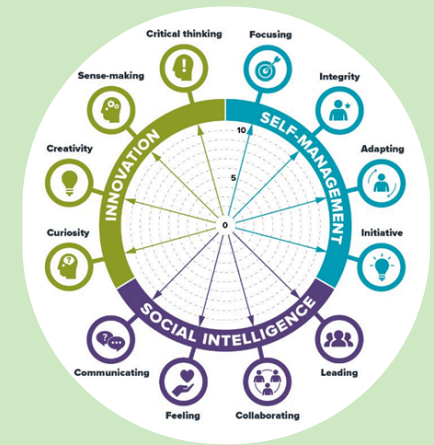 Critical thinking
Focusing
Sense-making
Integrity
Creativity
Adapting
Curiosity
Initiative
Communicating
Leading
Feeling
Collaborating
INNOVATION
SELF-MANAGEMENT
SOCIAL INTELLIGENCE
10
5
0
!
?
?